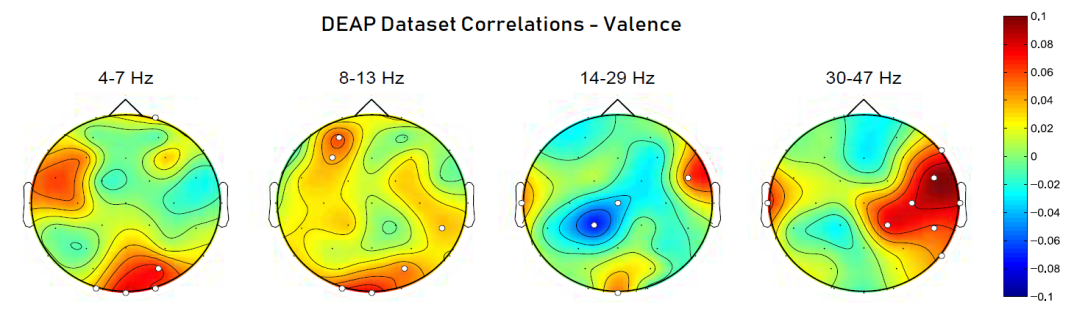 DEAP Dataset Correlations - Valence
4-7 Hz
8-13 Hz
14-29 Hz
30-47 Hz
0.1
0.08
0.06
0.04
0.02
0
−0.02
−0.04
−0.06
−0.08
−0.1